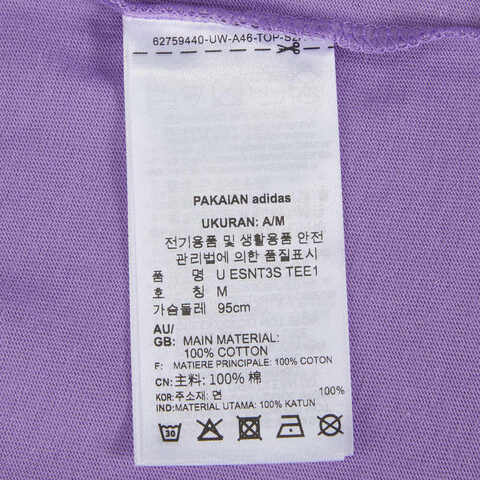 62759440-UW-A46-TOP-S
PAKAIAN adidas
UKURAN: A/M
전기용품 및 생활용품 안전
관리법에 의한 품질표시
품 명 U ESNT3S TEE1
호 칭 M
가슴둘레 95cm
AU/
GB: MAIN MATERIAL:
100% COTTON
F: MATIERE PRINCIPALE: 100% COTON
CN: 主料: 100% 棉
KOR: 주소재: 면 100%
IND: MATERIAL UTAMA: 100% KATUN
30